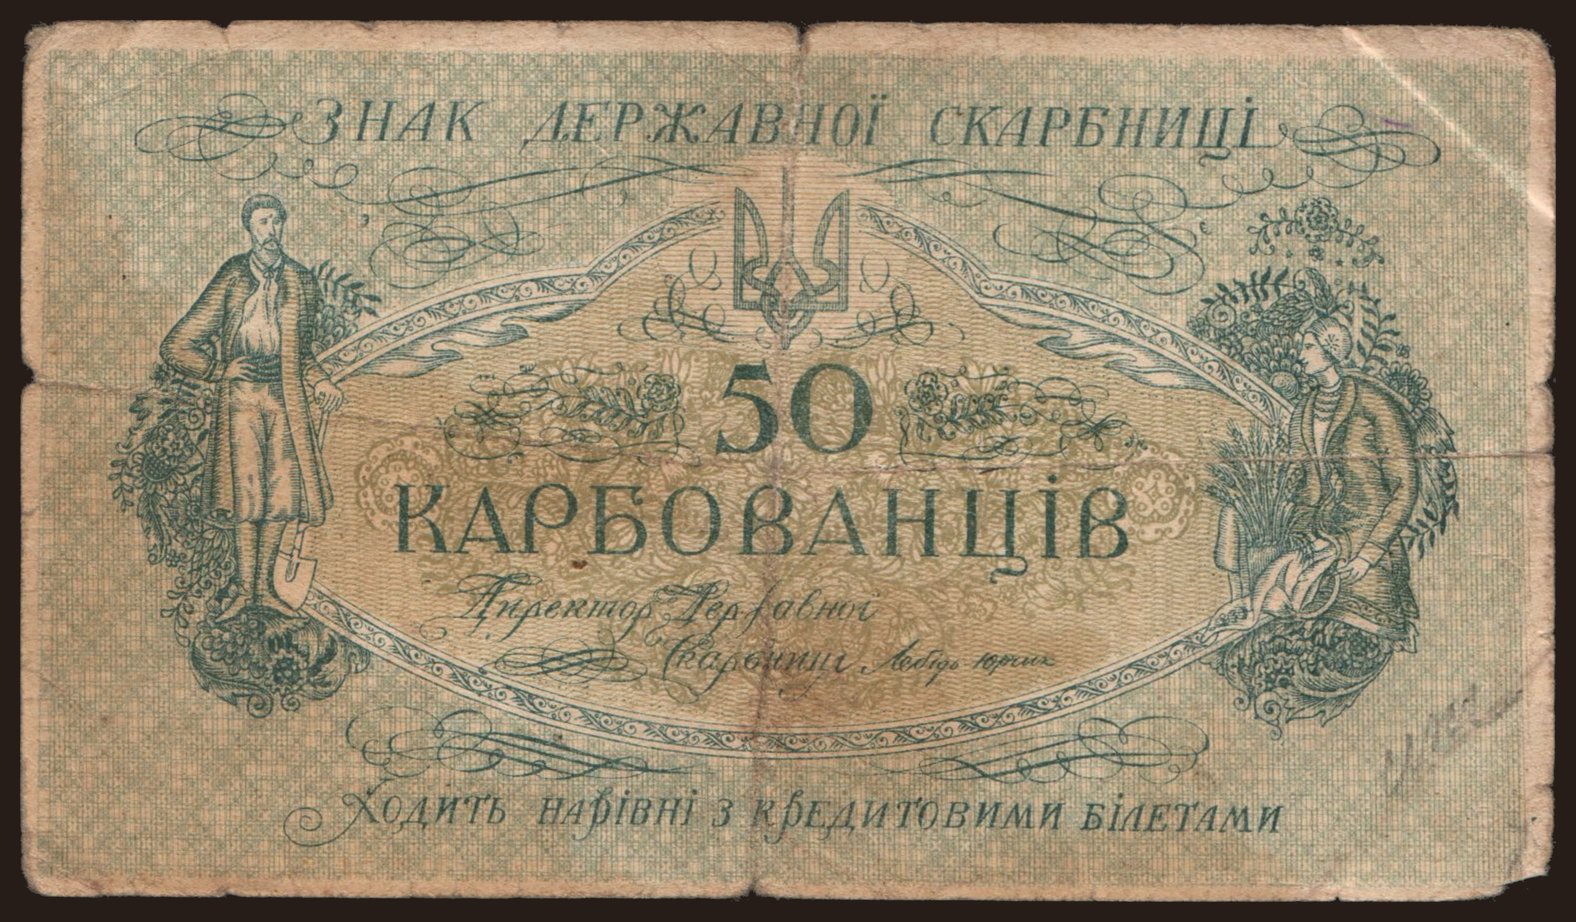 ЗНАК ДЕРЖАВНОЇ СКАРБНИЦІ
50
КАРБОВАНЦІВ
Директор Державної
Скарбниці Лебідь Юрчик
Ходить нарівні з кредитовими білетами